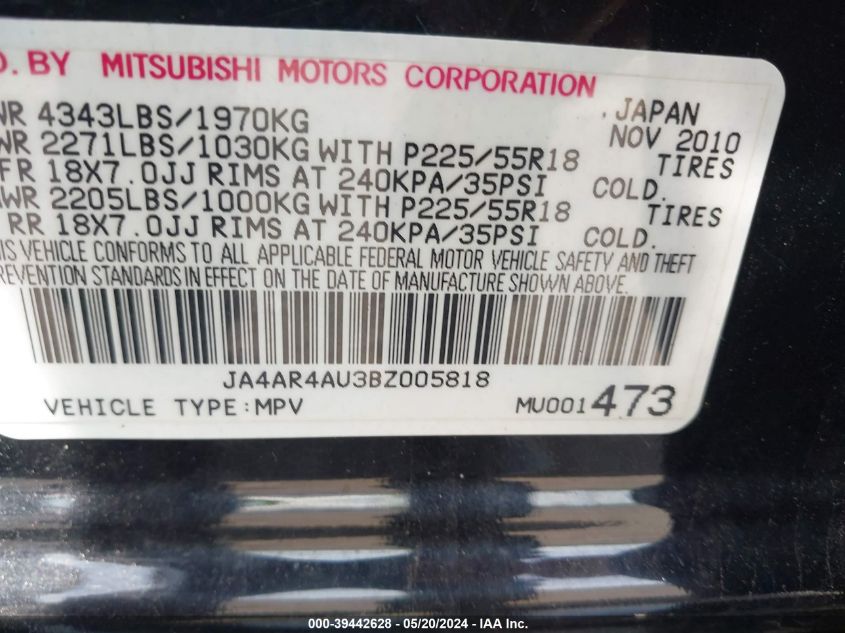 D. BY MITSUBISHI MOTORS CORPORATION
WR 4343LBS/1970KG . JAPAN NOV 2010
WR 2271LBS/1030KG WITH P225/55R18 TIRES
FR 18X7.0JJ RIMS AT 240KPA/35PSI COLD.
WR 2205LBS/1000KG WITH P225/55R18 TIRES
RR 18X7.0JJ RIMS AT 240KPA/35PSI COLD.
IS VEHICLE CONFORMS TO ALL APPLICABLE FEDERAL MOTOR VEHICLE SAFETY AND THEFT
REVENTION STANDARDS IN EFFECT ON THE DATE OF MANUFACTURE SHOWN ABOVE.
JA4AR4AU3BZ005818
VEHICLE TYPE:MPV MU001473
000-39442628 - 05/20/2024 - IAA Inc.